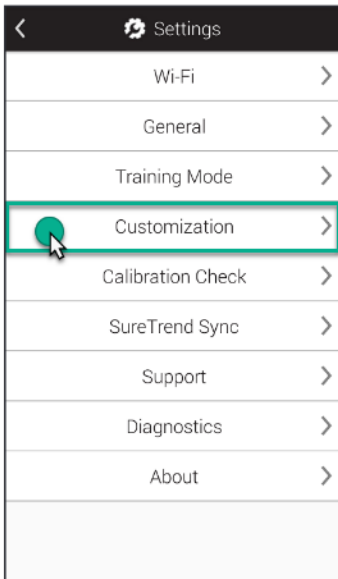 Settings
Wi-Fi
General
Training Mode
Customization
Calibration Check
SureTrend Sync
Support
Diagnostics
About